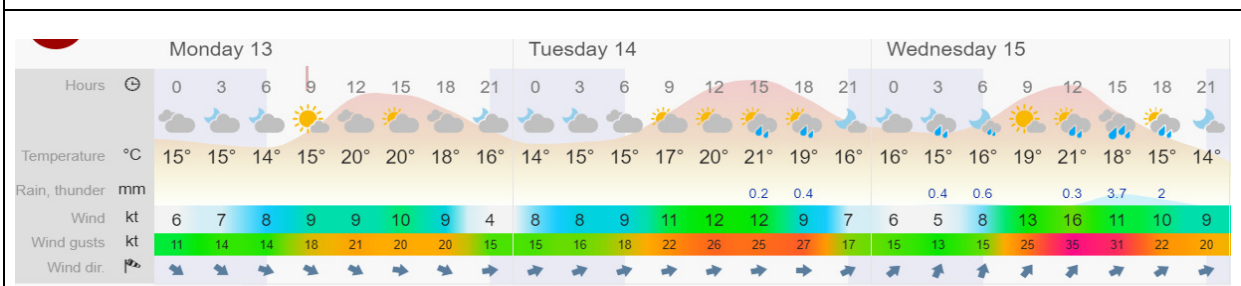 Monday 13 Tuesday 14 Wednesday 15
Hours 0 3 6 9 12 15 18 21 0 3 6 9 12 15 18 21 0 3 6 9 12 15 18 21
Temperature °C 15° 15° 14° 15° 20° 20° 18° 16° 14° 15° 15° 17° 20° 21° 19° 16° 16° 15° 16° 19° 21° 18° 15° 14°
Rain, thunder mm 0.2 0.4 0.4 0.6 0.3 3.7 2
Wind kt 6 7 8 9 9 10 9 4 8 8 9 11 12 12 9 7 6 5 8 13 16 11 10 9
Wind gusts kt 11 14 14 18 21 20 20 15 15 16 18 22 26 25 27 17 15 13 15 25 35 31 22 20
Wind dir.